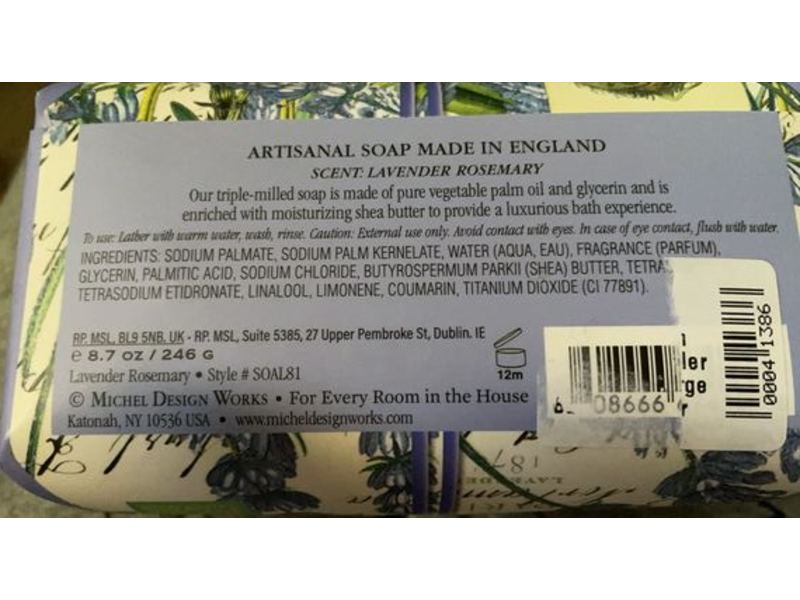 ARTISANAL SOAP MADE IN ENGLAND
SCENT: LAVENDER ROSEMARY
Our triple-milled soap is made of pure vegetable palm oil and glycerin and is
enriched with moisturizing shea butter to provide a luxurious bath experience.
To use: Lather with warm water, wash, rinse. Caution: External use only. Avoid contact with eyes. In case of eye contact, flush with water.
INGREDIENTS: SODIUM PALMATE, SODIUM PALM KERNELATE, WATER (AQUA, EAU), FRAGRANCE (PARFUM),
GLYCERIN, PALMITIC ACID, SODIUM CHLORIDE, BUTYROSPERMUM PARKII (SHEA) BUTTER, TETRA
TETRASODIUM ETIDRONATE, LINALOOL, LIMONENE, COUMARIN, TITANIUM DIOXIDE (CI 77891).
RP. MSL, BL9 5NB, UK - RP. MSL, Suite 5385, 27 Upper Pembroke St, Dublin. IE
e 8.7 oz / 246 G
12m
Lavender Rosemary • Style # SOAL81
© MICHEL DESIGN WORKS • For Every Room in the House
Katonah, NY 10536 USA • www.micheldesignworks.com
08666
ler
rge
r
0004 1386
187